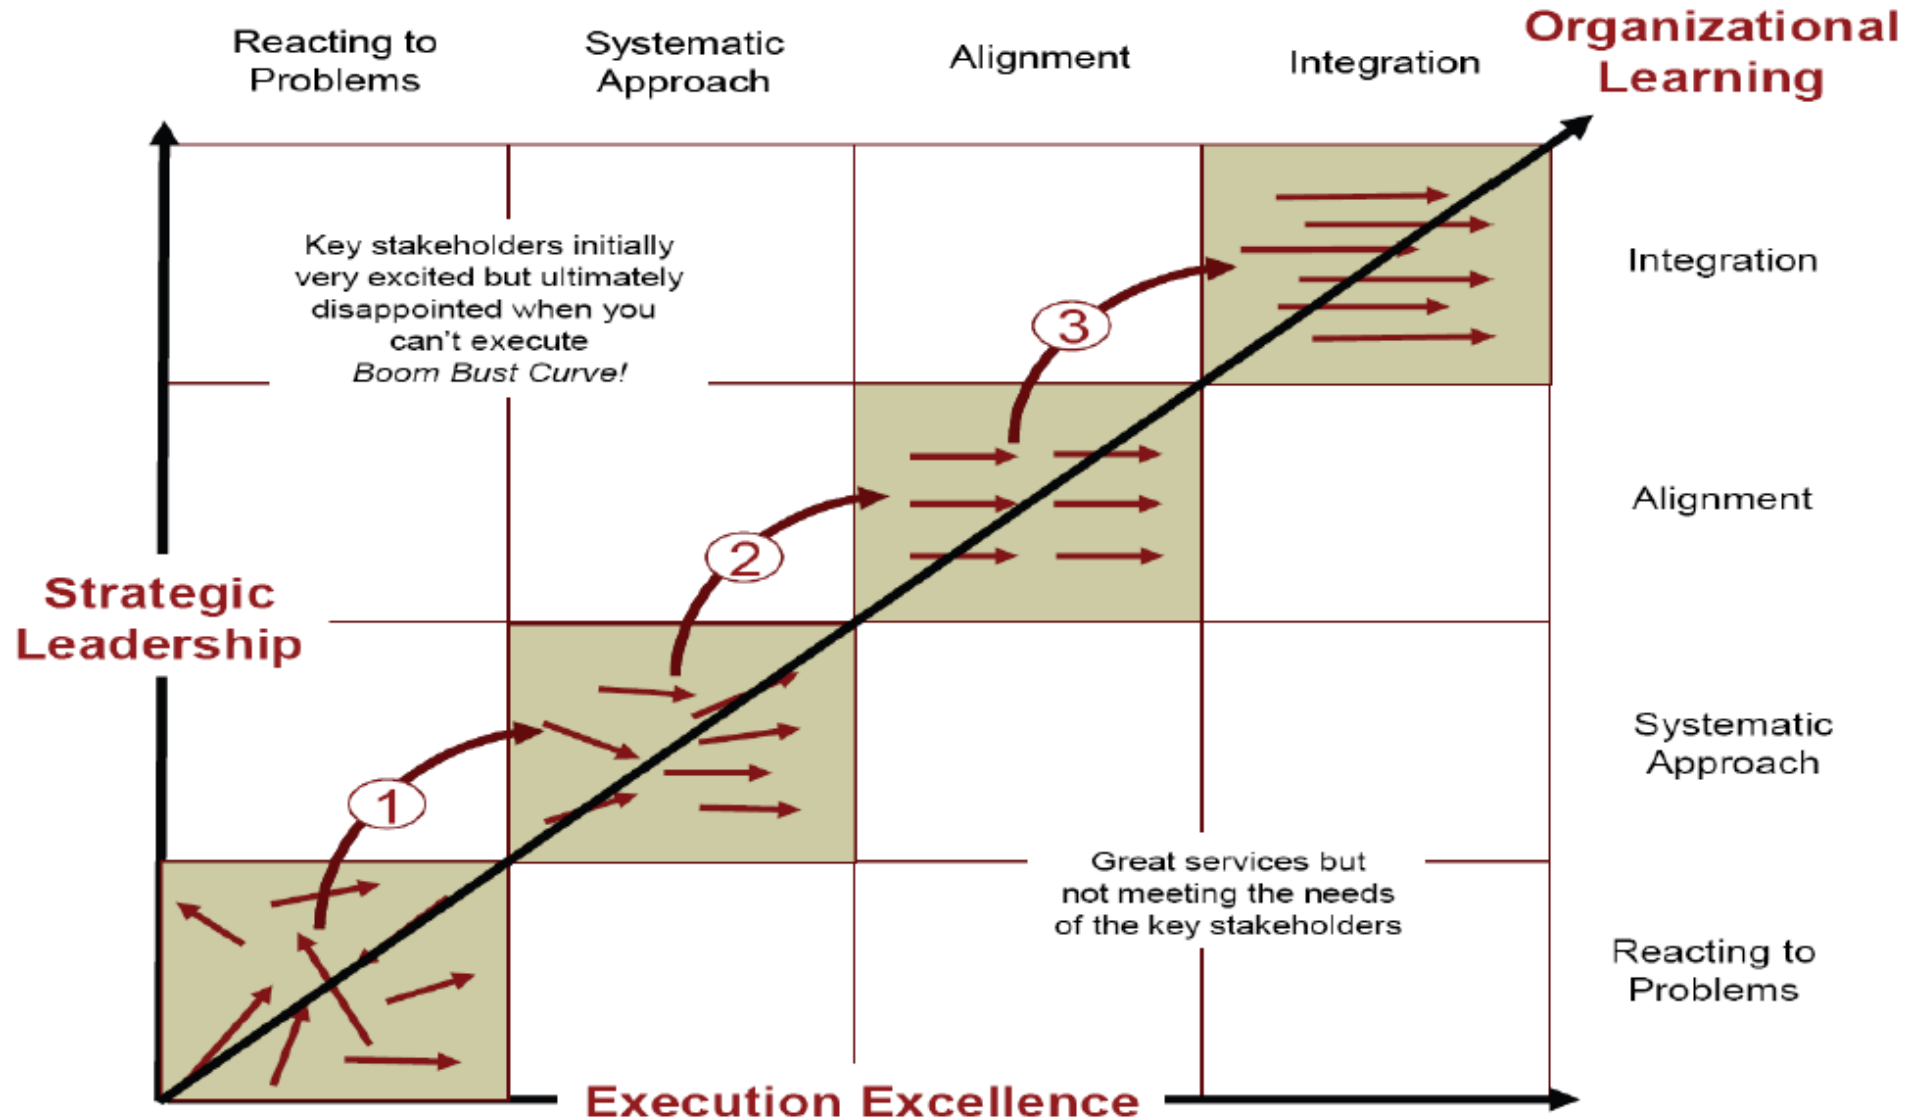 Reacting to
Problems
Systematic
Approach
Alignment
Integration
Organizational
Learning
Key stakeholders initially
very excited but ultimately
disappointed when you
can't execute
Boom Bust Curve!
Integration
3
Alignment
2
Strategic
Leadership
Systematic
Approach
1
Great services but
not meeting the needs
of the key stakeholders
Reacting to
Problems
Execution Excellence